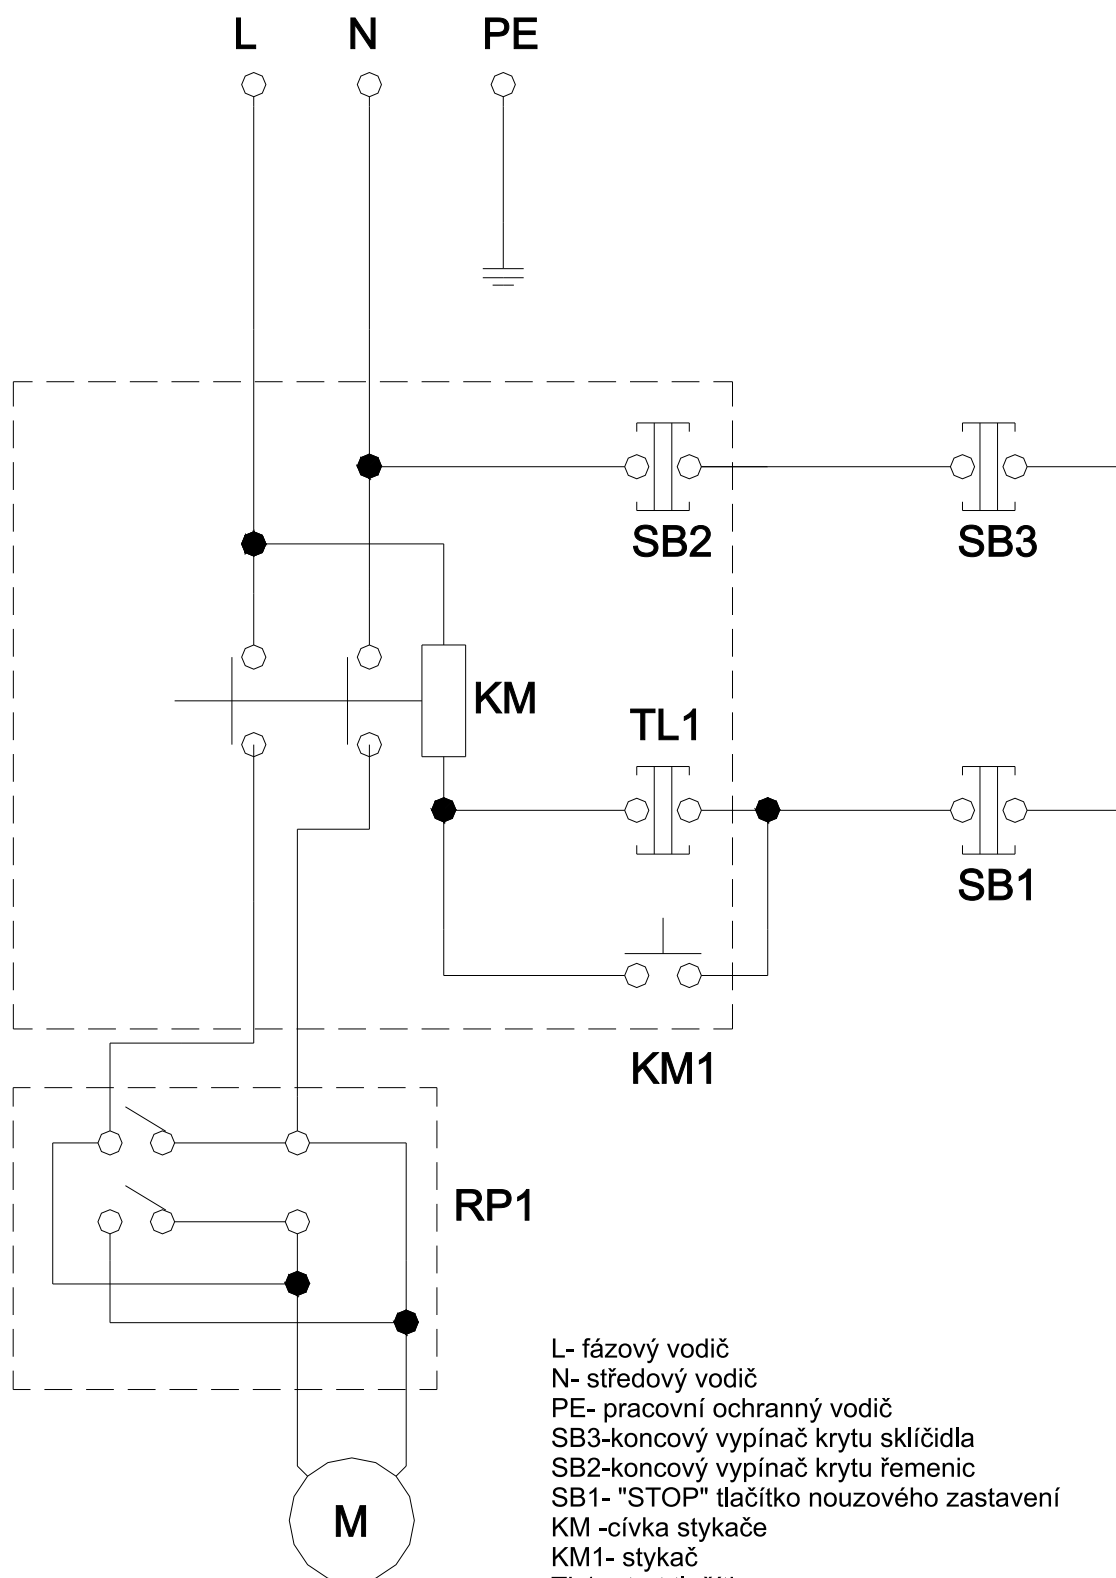 L N PE
SB2 SB3
KM
TL1
SB1
KM1
RP1
M
L- fázový vodič
N- středový vodič
PE- pracovní ochranný vodič
SB3-koncový vypínač krytu sklíčidla
SB2-koncový vypínač krytu řemenic
SB1- "STOP" tlačítko nouzového zastavení
KM -cívka stykače
KM1- stykač